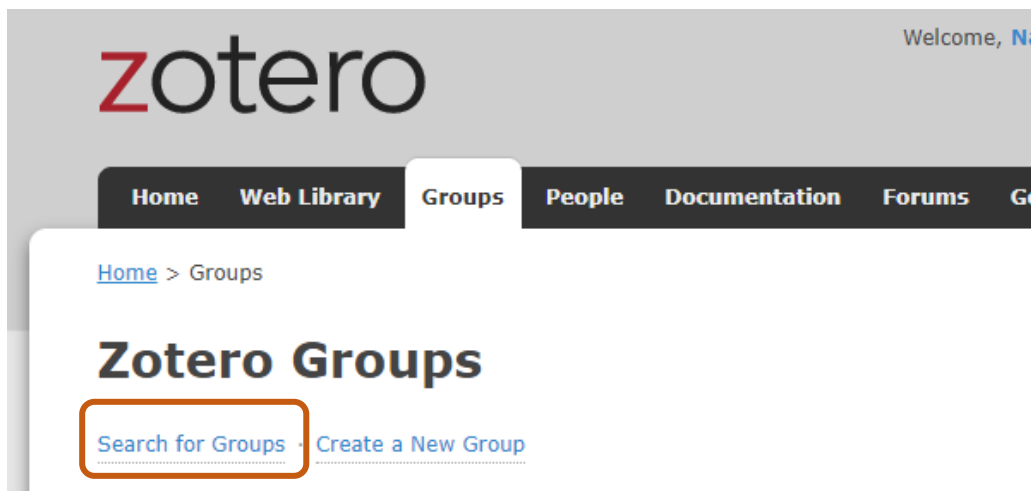 Welcome,
zotero
Home Web Library Groups People Documentation Forums
Home > Groups
Zotero Groups
Search for Groups · Create a New Group